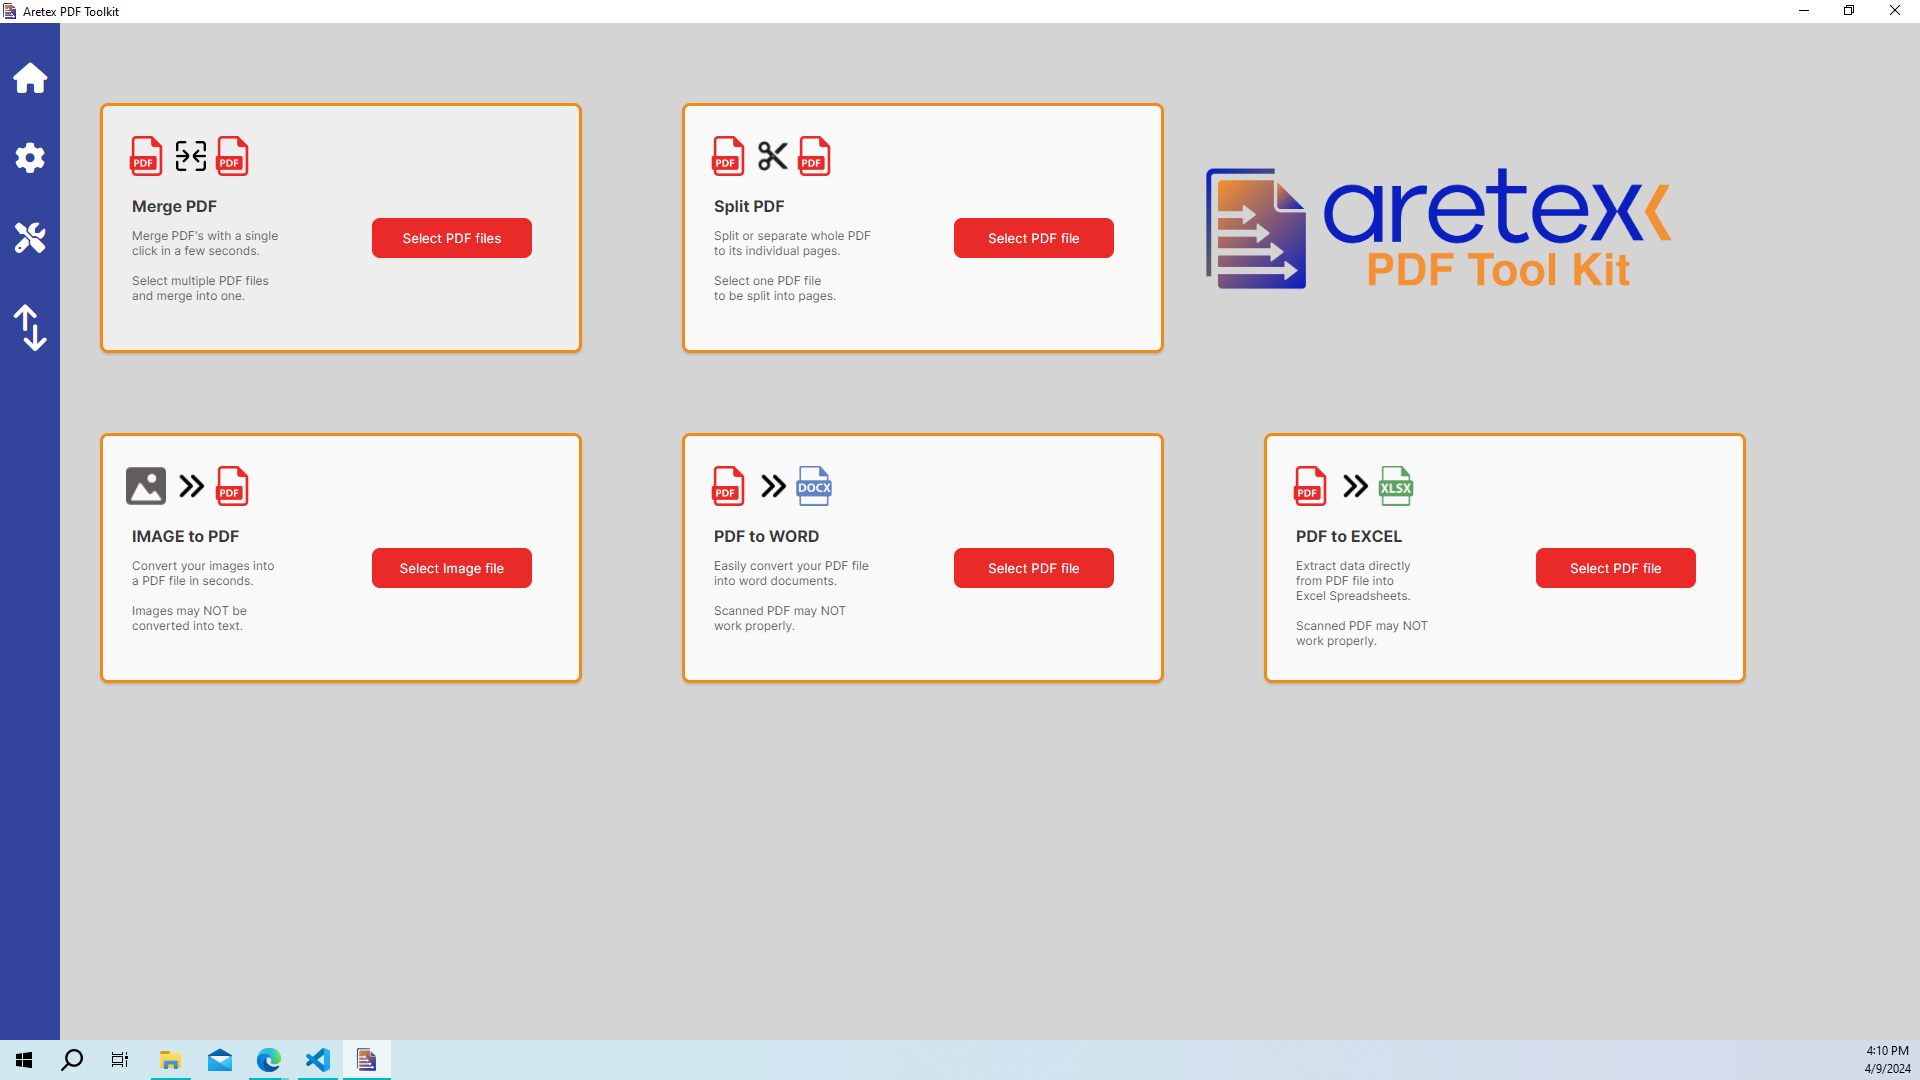 Aretex PDF Toolkit
PDF
PDF
Merge PDF
Merge PDF's with a single
click in a few seconds.
Select multiple PDF files
and merge into one.
Select PDF files
PDF
PDF
Split PDF
Split or separate whole PDF
to its individual pages.
Select one PDF file
to be split into pages.
Select PDF file
aretex
PDF Tool Kit
PDF
IMAGE to PDF
Convert your images into
a PDF file in seconds.
Images may NOT be
converted into text.
Select Image file
PDF
DOCX
PDF to WORD
Easily convert your PDF file
into word documents.
Scanned PDF may NOT
work properly.
Select PDF file
PDF
XLSX
PDF to EXCEL
Extract data directly
from PDF file into
Excel Spreadsheets.
Scanned PDF may NOT
work properly.
Select PDF file
4:10 PM
4/9/2024